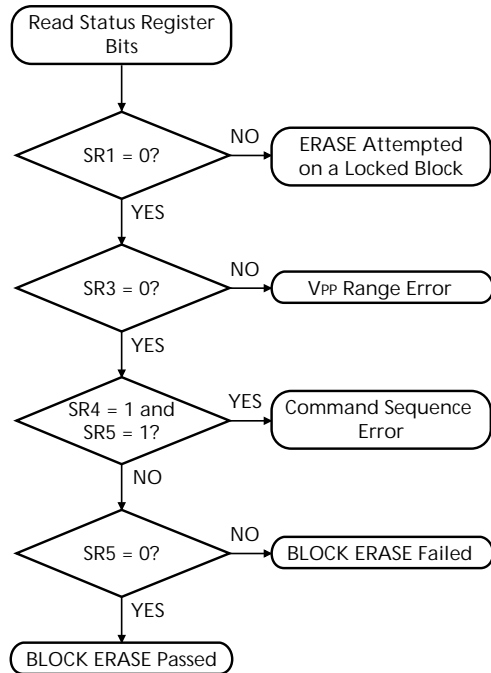 Read Status Register
Bits
SR1 = 0?
NO
ERASE Attempted
on a Locked Block
YES
SR3 = 0?
NO
VPP Range Error
YES
SR4 = 1 and
SR5 = 1?
YES
Command Sequence
Error
NO
SR5 = 0?
NO
BLOCK ERASE Failed
YES
BLOCK ERASE Passed